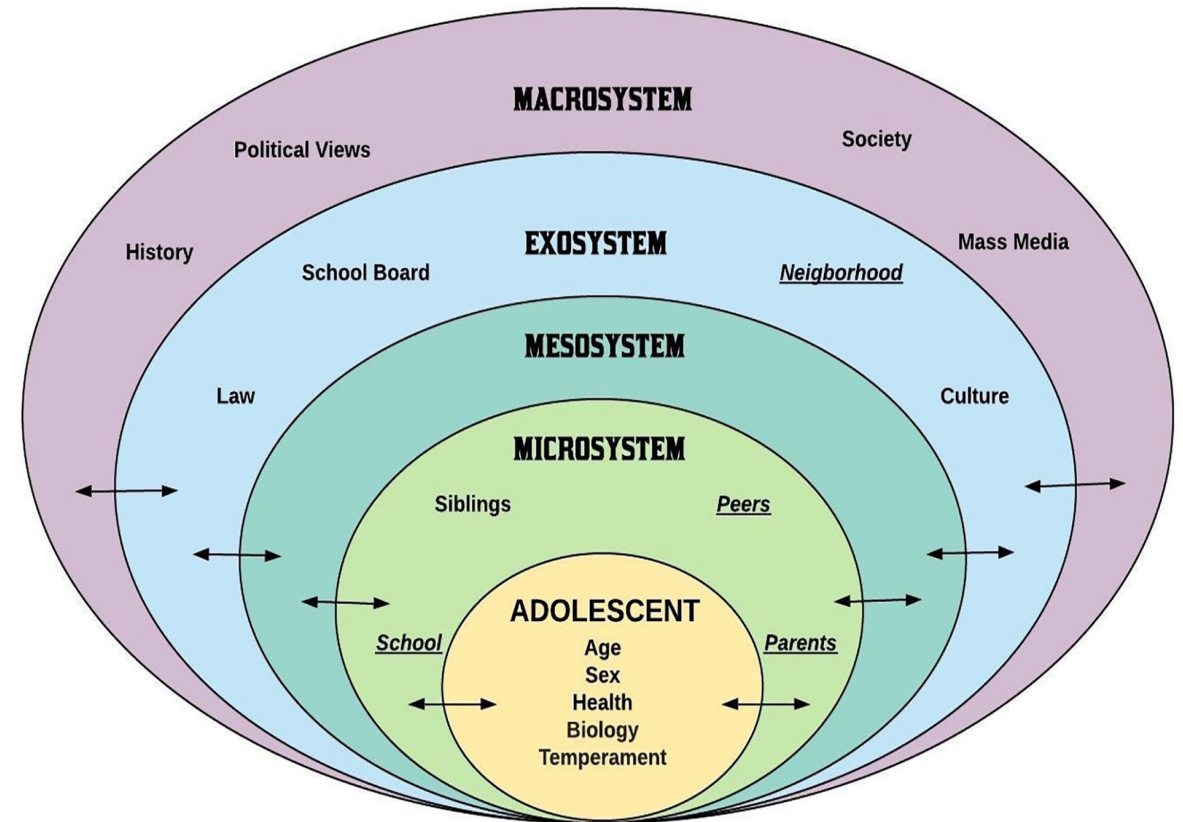 MACROSYSTEM
Society
Political Views
Mass Media
History
EXOSYSTEM
School Board
Neigborhood
MESOSYSTEM
Law
Culture
MICROSYSTEM
Siblings
Peers
ADOLESCENT
School
Parents
Age
Sex
Health
Biology
Temperament